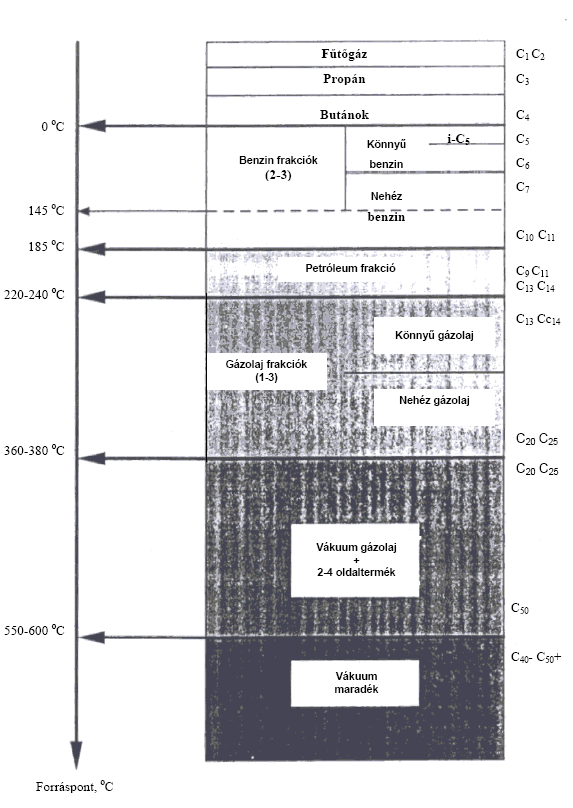 Fűtőgáz
C₁ C₂
Propán
C₃
Butánok
C₄
0 °C
Benzin frakciók
(2-3)
Könnyű
benzin
i-C₅
C₅
C₆
Nehéz
benzin
C₇
145 °C
C₁₀ C₁₁
185 °C
Petróleum frakció
C₉ C₁₁
C₁₃ C₁₄
220-240 °C
C₁₃ Cc₁₄
Könnyű gázolaj
Gázolaj frakciók
(1-3)
Nehéz gázolaj
C₂₀ C₂₅
360-380 °C
C₂₀ C₂₅
Vákuum gázolaj
+
2-4 oldaltermék
C₅₀
550-600 °C
C₄₀- C₅₀+
Vákuum
maradék
Forráspont, °C